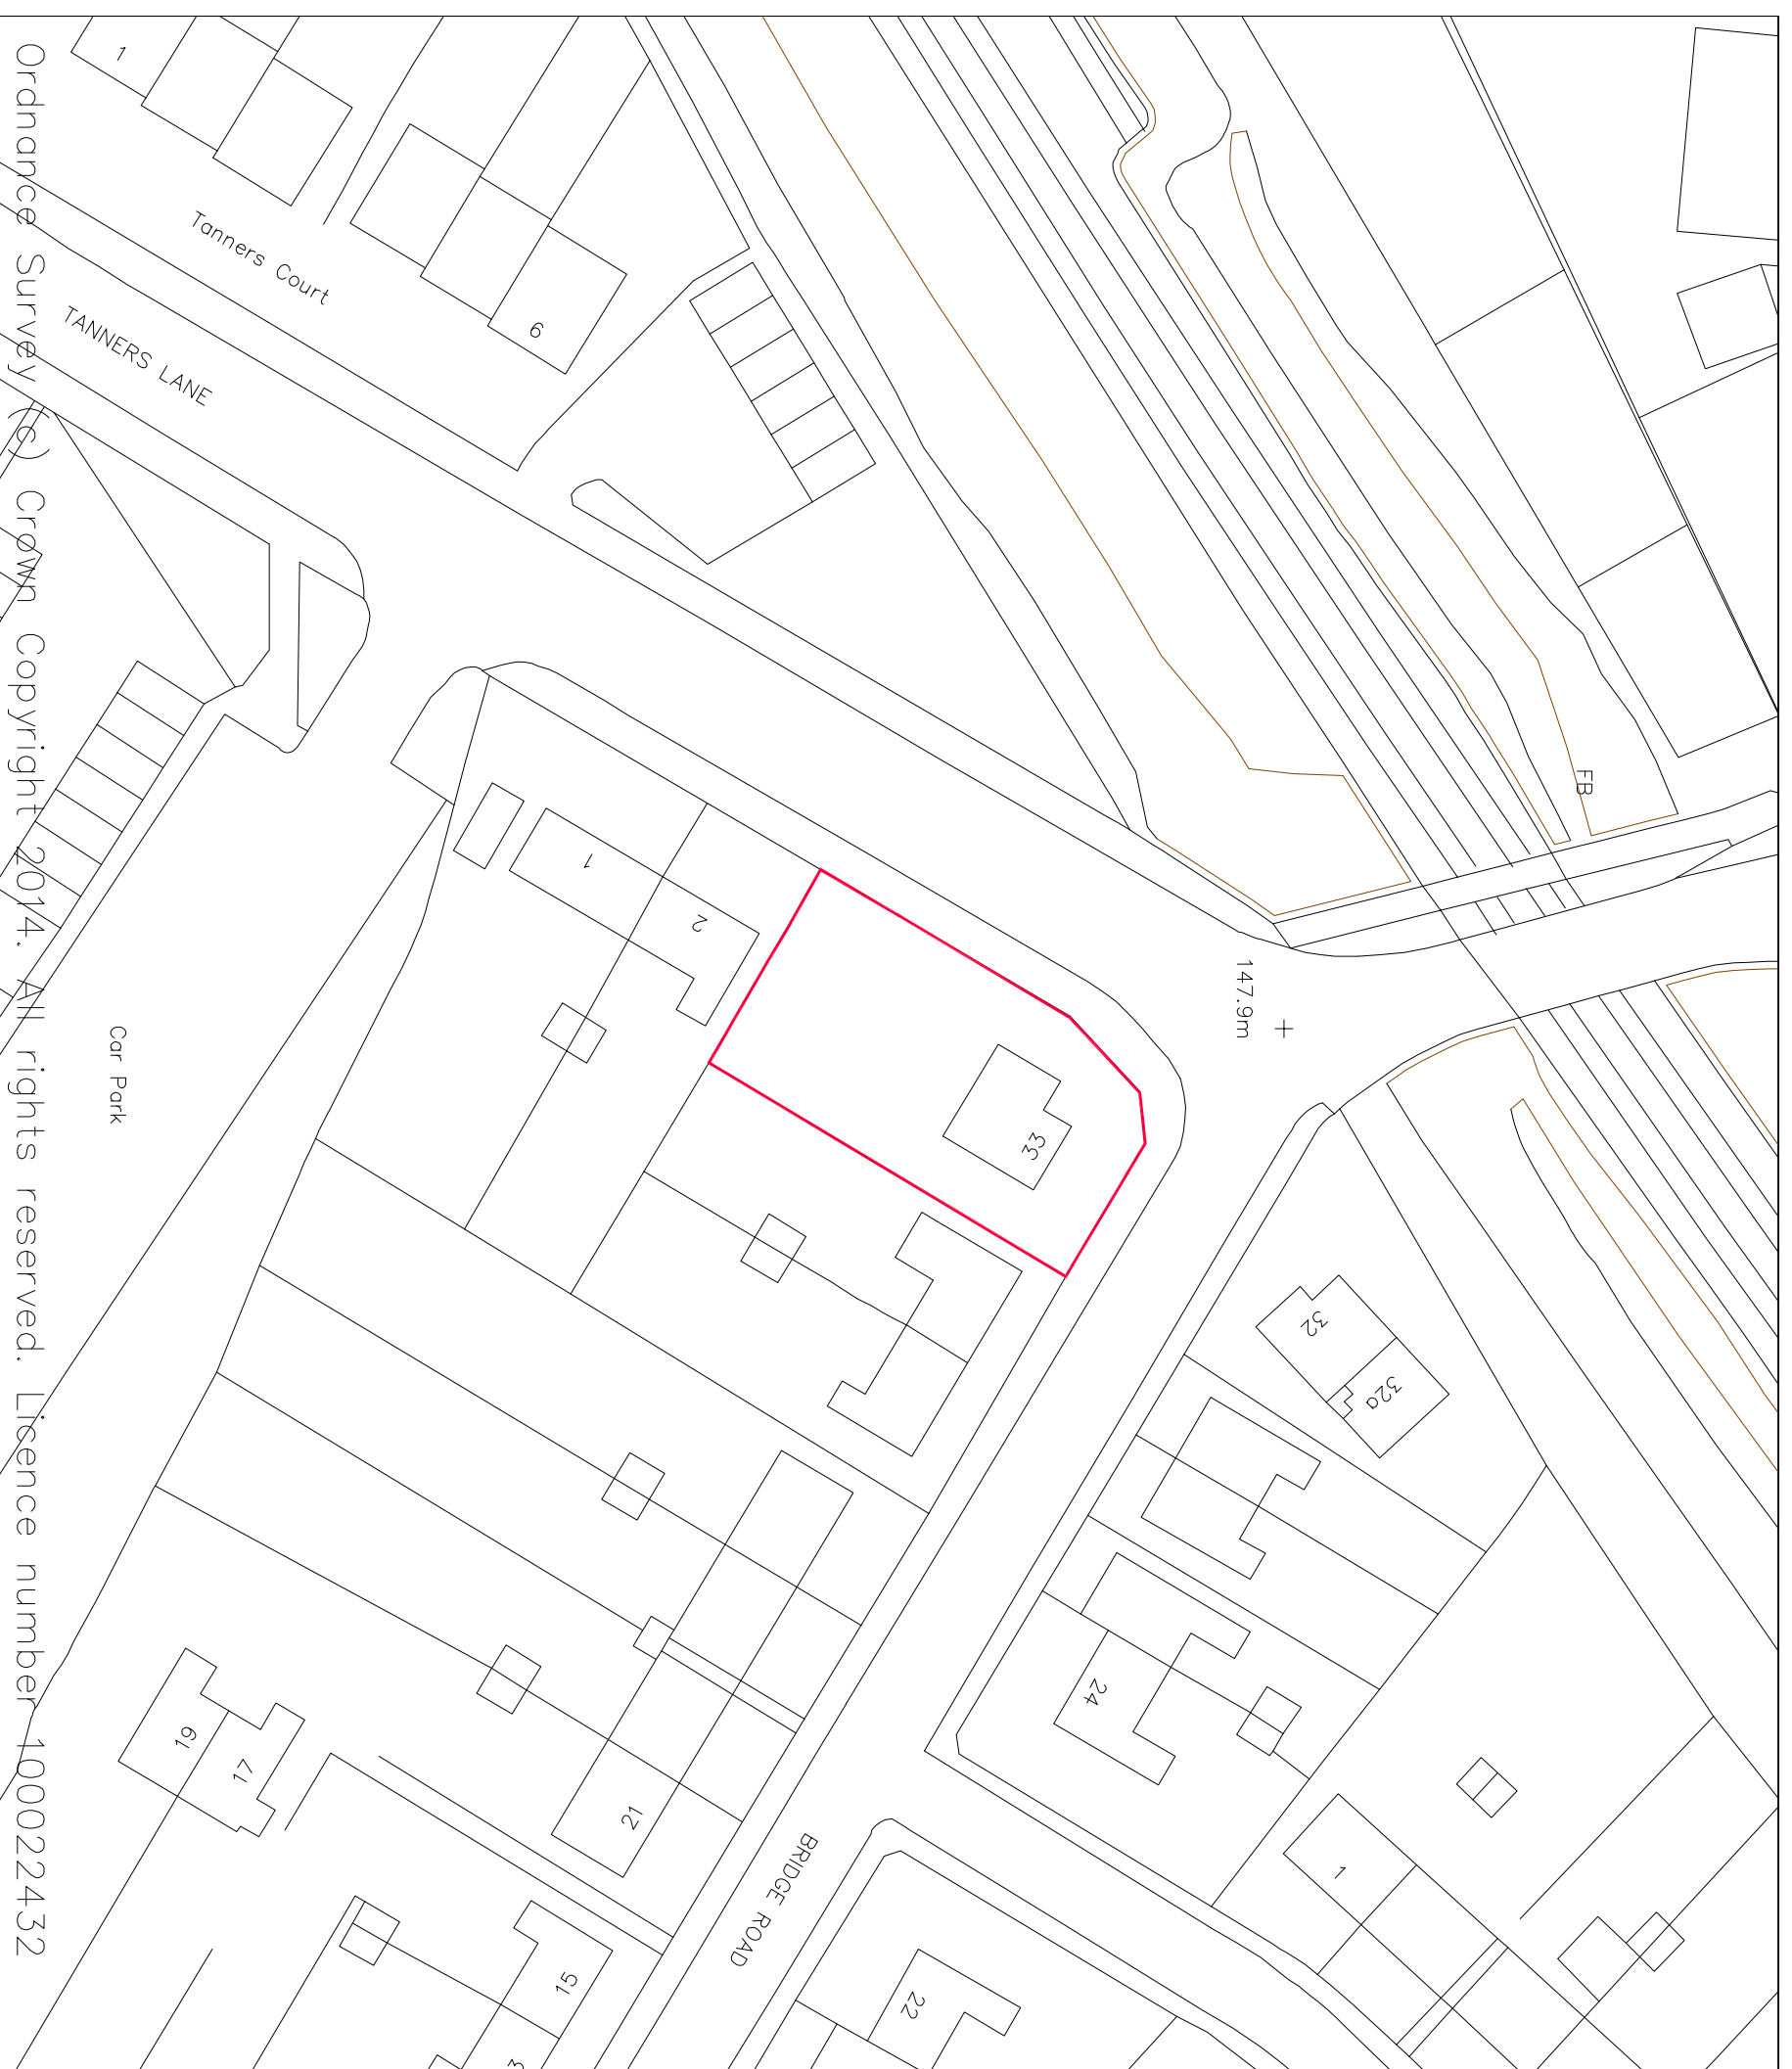 1
Tanners Court
6
TANNERS LANE
FB
1
2
147.9m
33
Car Park
32
32a
24
19
17
21
1
BRIDGE ROAD
15
22
Ordnance Survey (c) Crown Copyright 2014. All rights reserved. Licence number 100022432